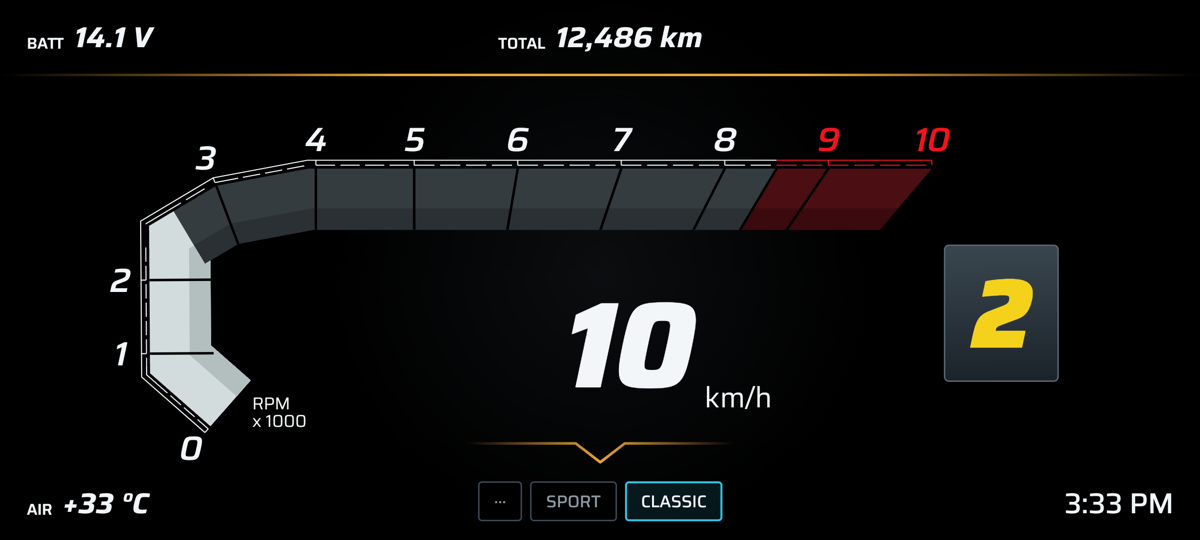 BATT 14.1 V
TOTAL 12,486 km
3 4 5 6 7 8 9 10
2
1
0
RPM
x 1000
10 km/h
2
... SPORT CLASSIC
AIR +33 °C
3:33 PM